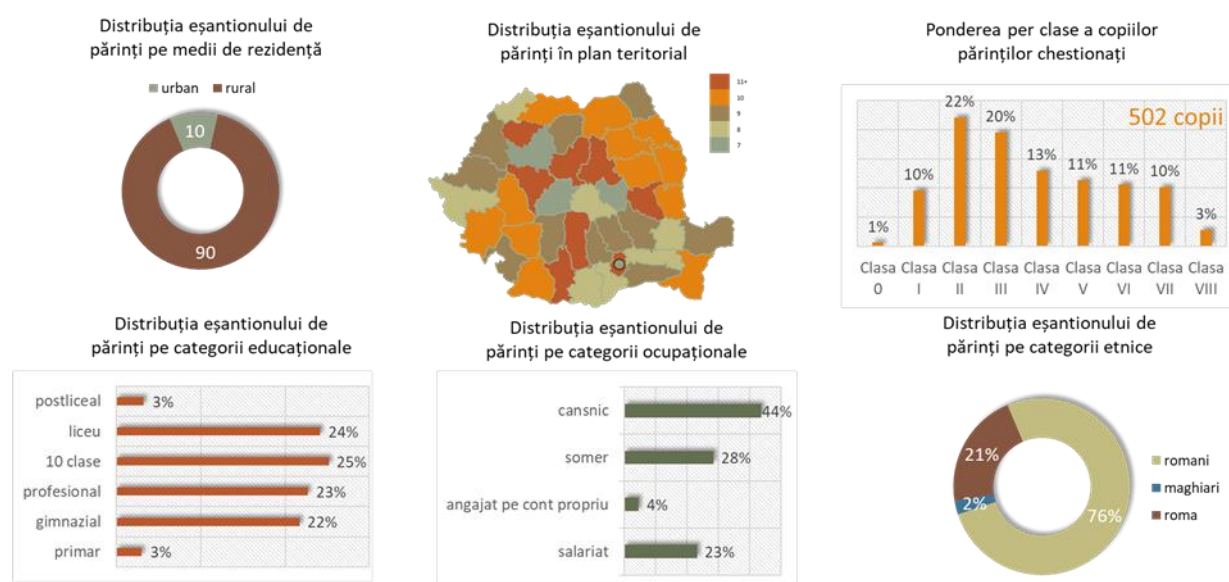 Distribuția eșantionului de
părinți pe medii de rezidență
urban rural
10
90
Distribuția eșantionului de
părinți în plan teritorial
11+
10
9
8
7
Ponderea per clase a copiilor
părinților chestionați
502 copii
1%
10%
22%
20%
13%
11%
11%
10%
3%
Clasa Clasa Clasa Clasa Clasa Clasa Clasa Clasa Clasa
0 I II III IV V VI VII VIII
Distribuția eșantionului de
părinți pe categorii educaționale
postliceal 3%
liceu 24%
10 clase 25%
profesional 23%
gimnazial 22%
primar 3%
Distribuția eșantionului de
părinți pe categorii ocupaționale
cansnic 44%
somer 28%
angajat pe cont propriu 4%
salariat 23%
Distribuția eșantionului de
părinți pe categorii etnice
21%
2%
76%
romani
maghiari
roma